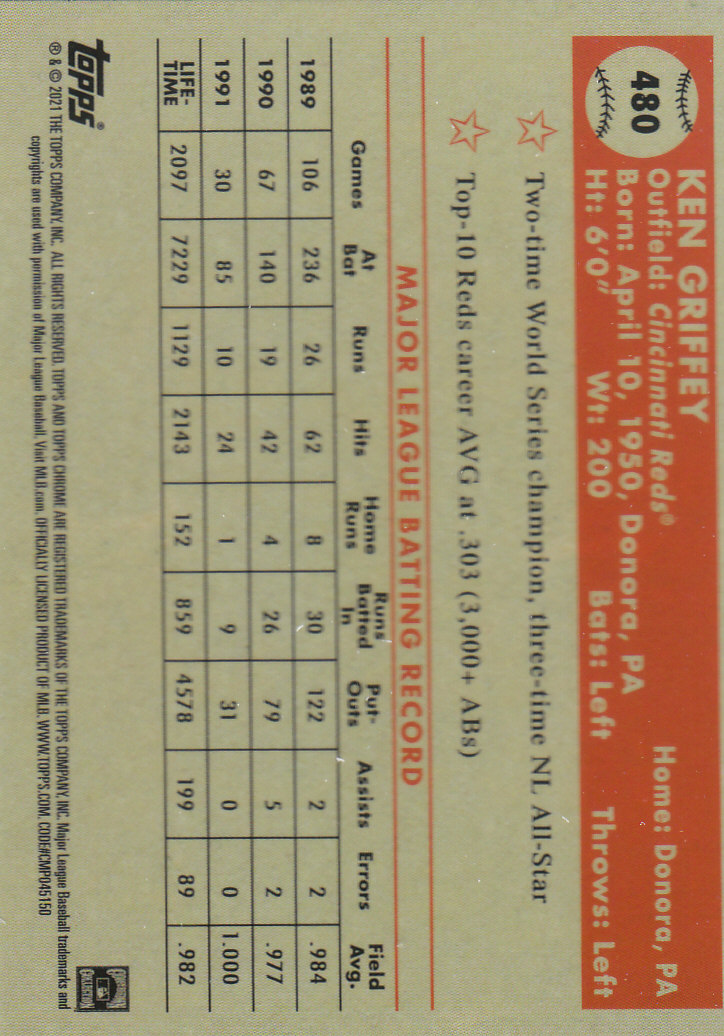 480
KEN GRIFFEY
Outfield: Cincinnati Reds® Home: Donora, PA
Born: April 10, 1950, Donora, PA
Ht: 6'0" Wt: 200 Bats: Left Throws: Left
Two-time World Series champion, three-time NL All-Star
Top-10 Reds career AVG at .303 (3,000+ ABs)
MAJOR LEAGUE BATTING RECORD
Games At Bat Runs Hits Home Runs Runs Batted In Put-Outs Assists Errors Field Avg.
1989 106 236 26 62 8 30 122 2 2 .984
1990 67 140 19 42 4 26 79 5 2 .977
1991 30 85 10 24 1 9 31 0 0 1.000
LIFE-TIME 2097 7229 1129 2143 152 859 4578 199 89 .982
topps®
® & © 2021 THE TOPPS COMPANY, INC. ALL RIGHTS RESERVED. TOPPS AND TOPPS CHROME ARE REGISTERED TRADEMARKS OF THE TOPPS COMPANY, INC. Major League Baseball trademarks and
copyrights are used with permission of Major League Baseball. Visit MLB.com. OFFICIALLY LICENSED PRODUCT OF MLB. WWW.TOPPS.COM. CODE#CMP045150
COOPERSTOWN
COLLECTION